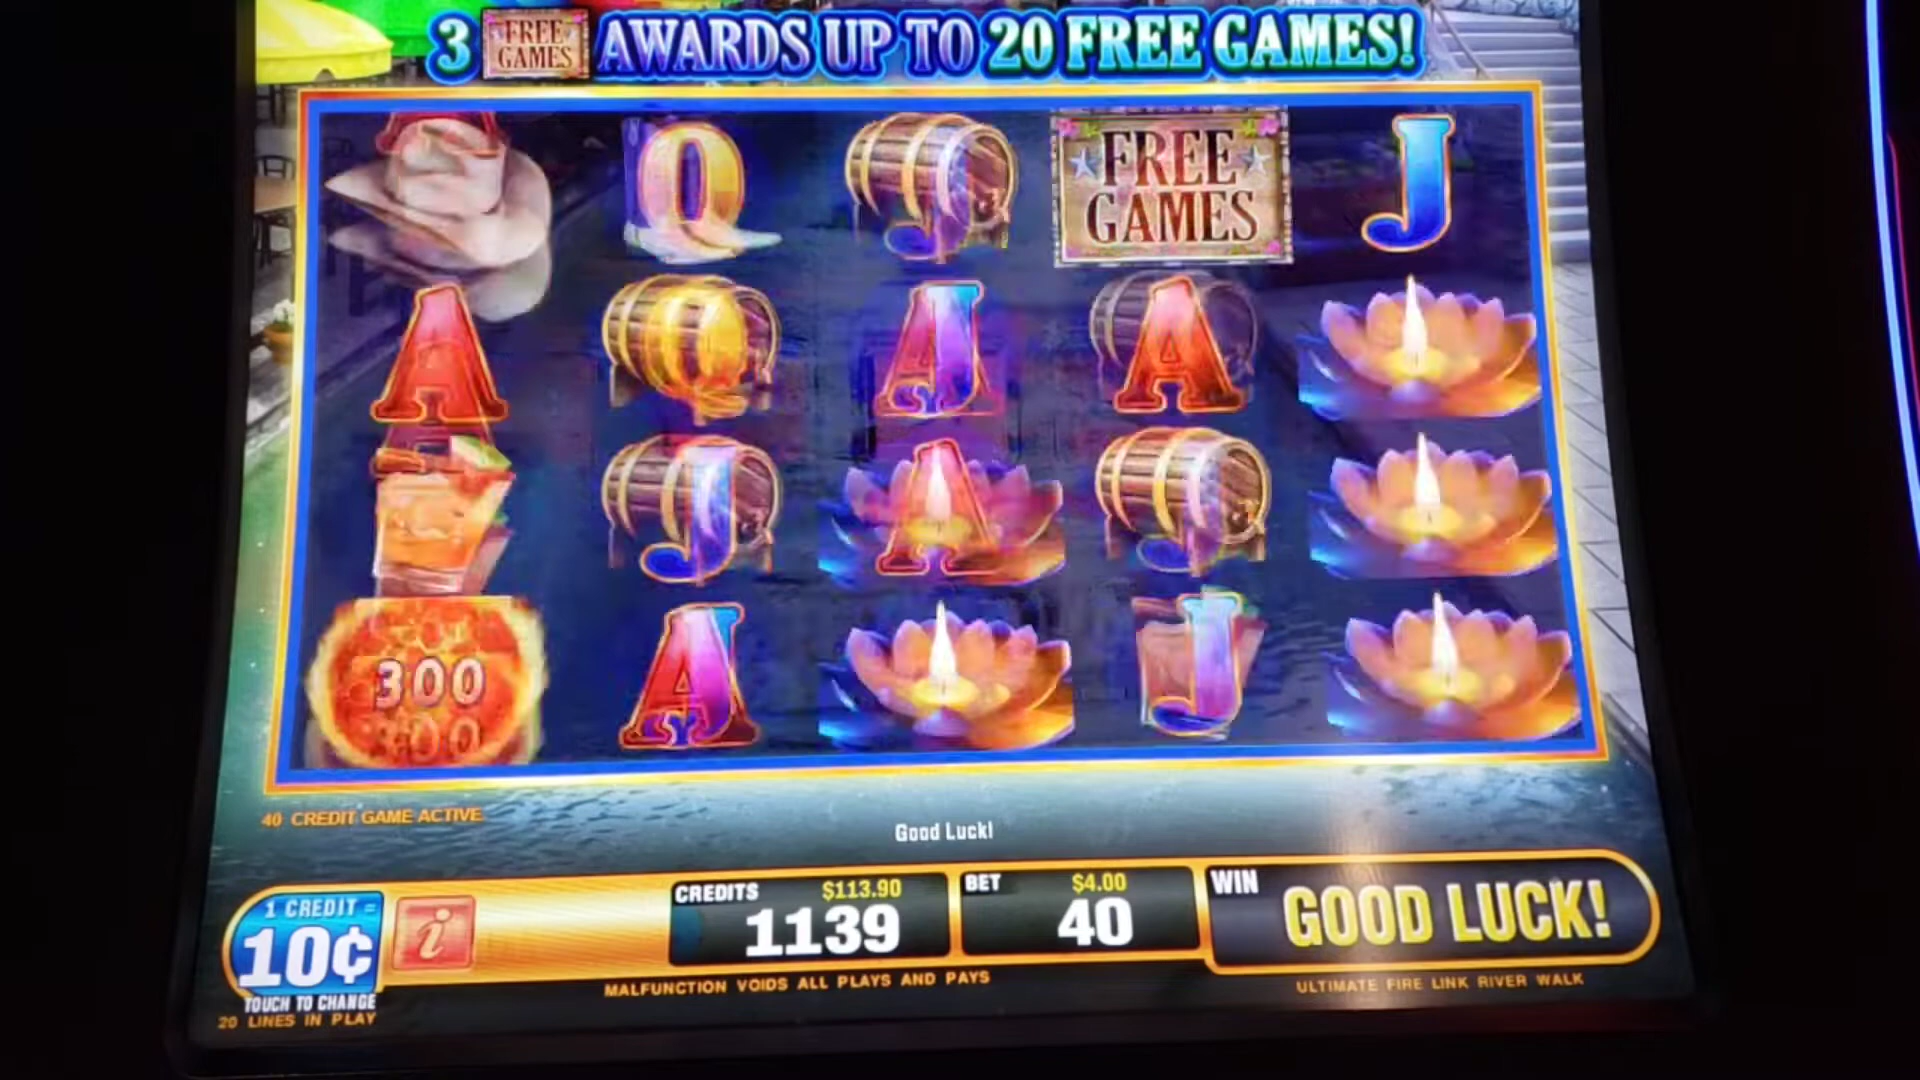 3 FREE GAMES AWARDS UP TO 20 FREE GAMES!
Q
J
FREE GAMES
J
A
Q
J
A
A
J
A
J
300
300
A
J
J
40 CREDIT GAME ACTIVE
Good Luck!
1 CREDIT =
10¢
TOUCH TO CHANGE
20 LINES IN PLAY
i
CREDITS $113.90
1139
BET $4.00
40
WIN GOOD LUCK!
MALFUNCTION VOIDS ALL PLAYS AND PAYS
ULTIMATE FIRE LINK RIVER WALK